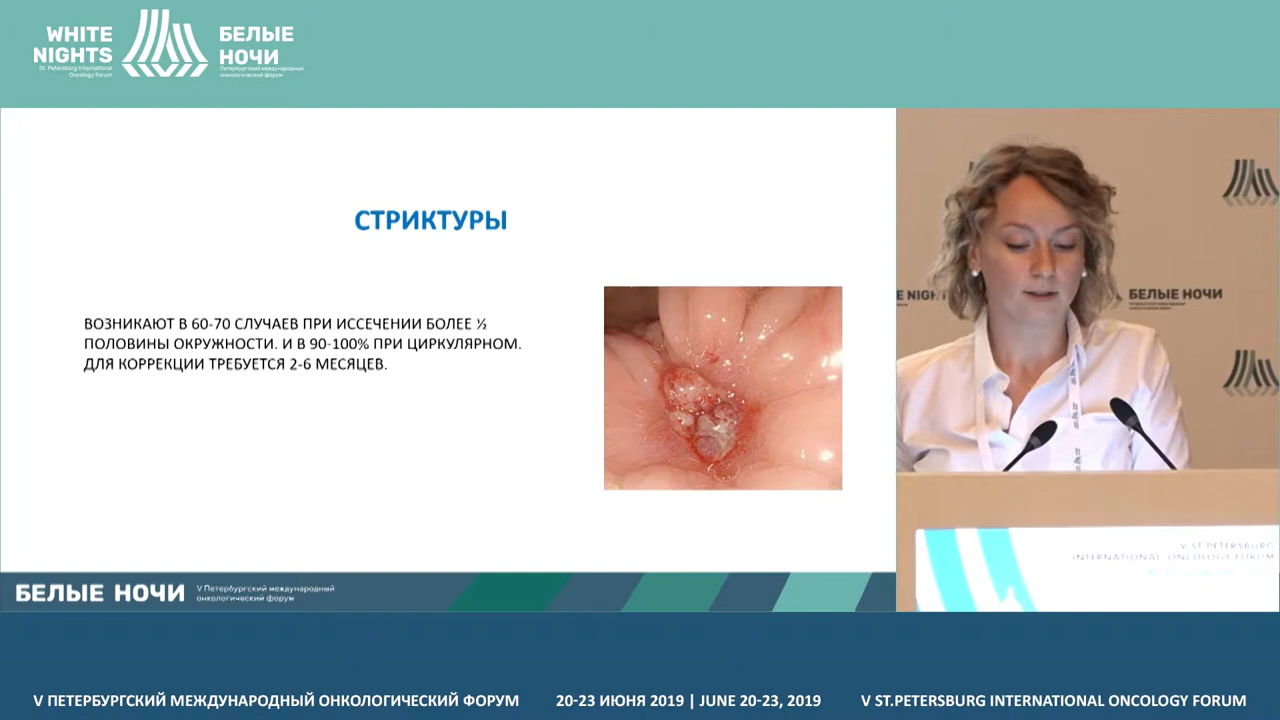 WHITE
NIGHTS
St. Petersburg International
Oncology Forum
БЕЛЫЕ
НОЧИ
Петербургский международный
онкологический форум
СТРИКТУРЫ
ВОЗНИКАЮТ В 60-70 СЛУЧАЕВ ПРИ ИССЕЧЕНИИ БОЛЕЕ ½
ПОЛОВИНЫ ОКРУЖНОСТИ. И В 90-100% ПРИ ЦИРКУЛЯРНОМ.
ДЛЯ КОРРЕКЦИИ ТРЕБУЕТСЯ 2-6 МЕСЯЦЕВ.
E NIGHT
БЕЛЫЕ НОЧИ
V ST.PETERSBURG
INTERNATIONAL ONCOLOGY FORUM
БЕЛЫЕ НОЧИ
V Петербургский международный
онкологический форум
V ПЕТЕРБУРГСКИЙ МЕЖДУНАРОДНЫЙ ОНКОЛОГИЧЕСКИЙ ФОРУМ
20-23 ИЮНЯ 2019 | JUNE 20-23, 2019
V ST.PETERSBURG INTERNATIONAL ONCOLOGY FORUM